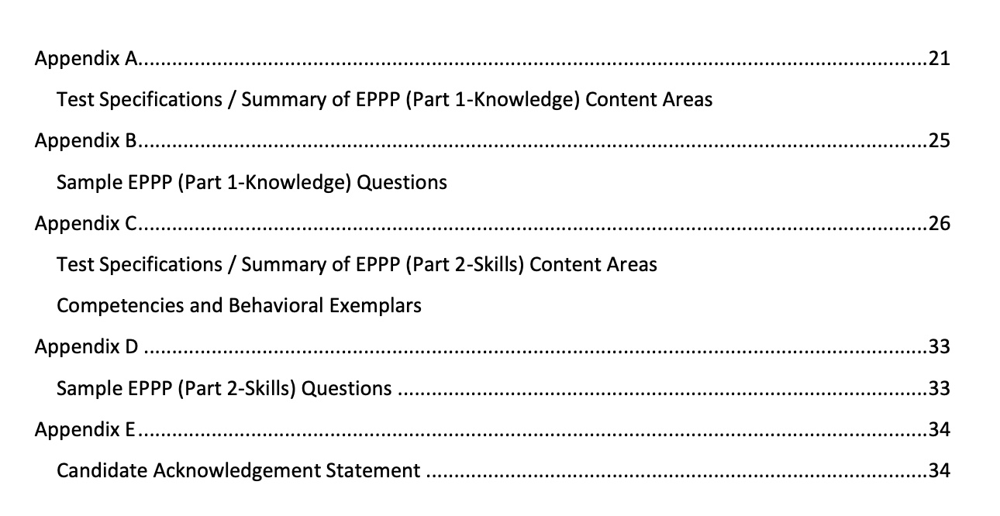 Appendix A....................................................................................................................................................21
Test Specifications / Summary of EPPP (Part 1-Knowledge) Content Areas
Appendix B....................................................................................................................................................25
Sample EPPP (Part 1-Knowledge) Questions
Appendix C....................................................................................................................................................26
Test Specifications / Summary of EPPP (Part 2-Skills) Content Areas
Competencies and Behavioral Exemplars
Appendix D ...................................................................................................................................................33
Sample EPPP (Part 2-Skills) Questions ......................................................................................................33
Appendix E....................................................................................................................................................34
Candidate Acknowledgement Statement .................................................................................................34